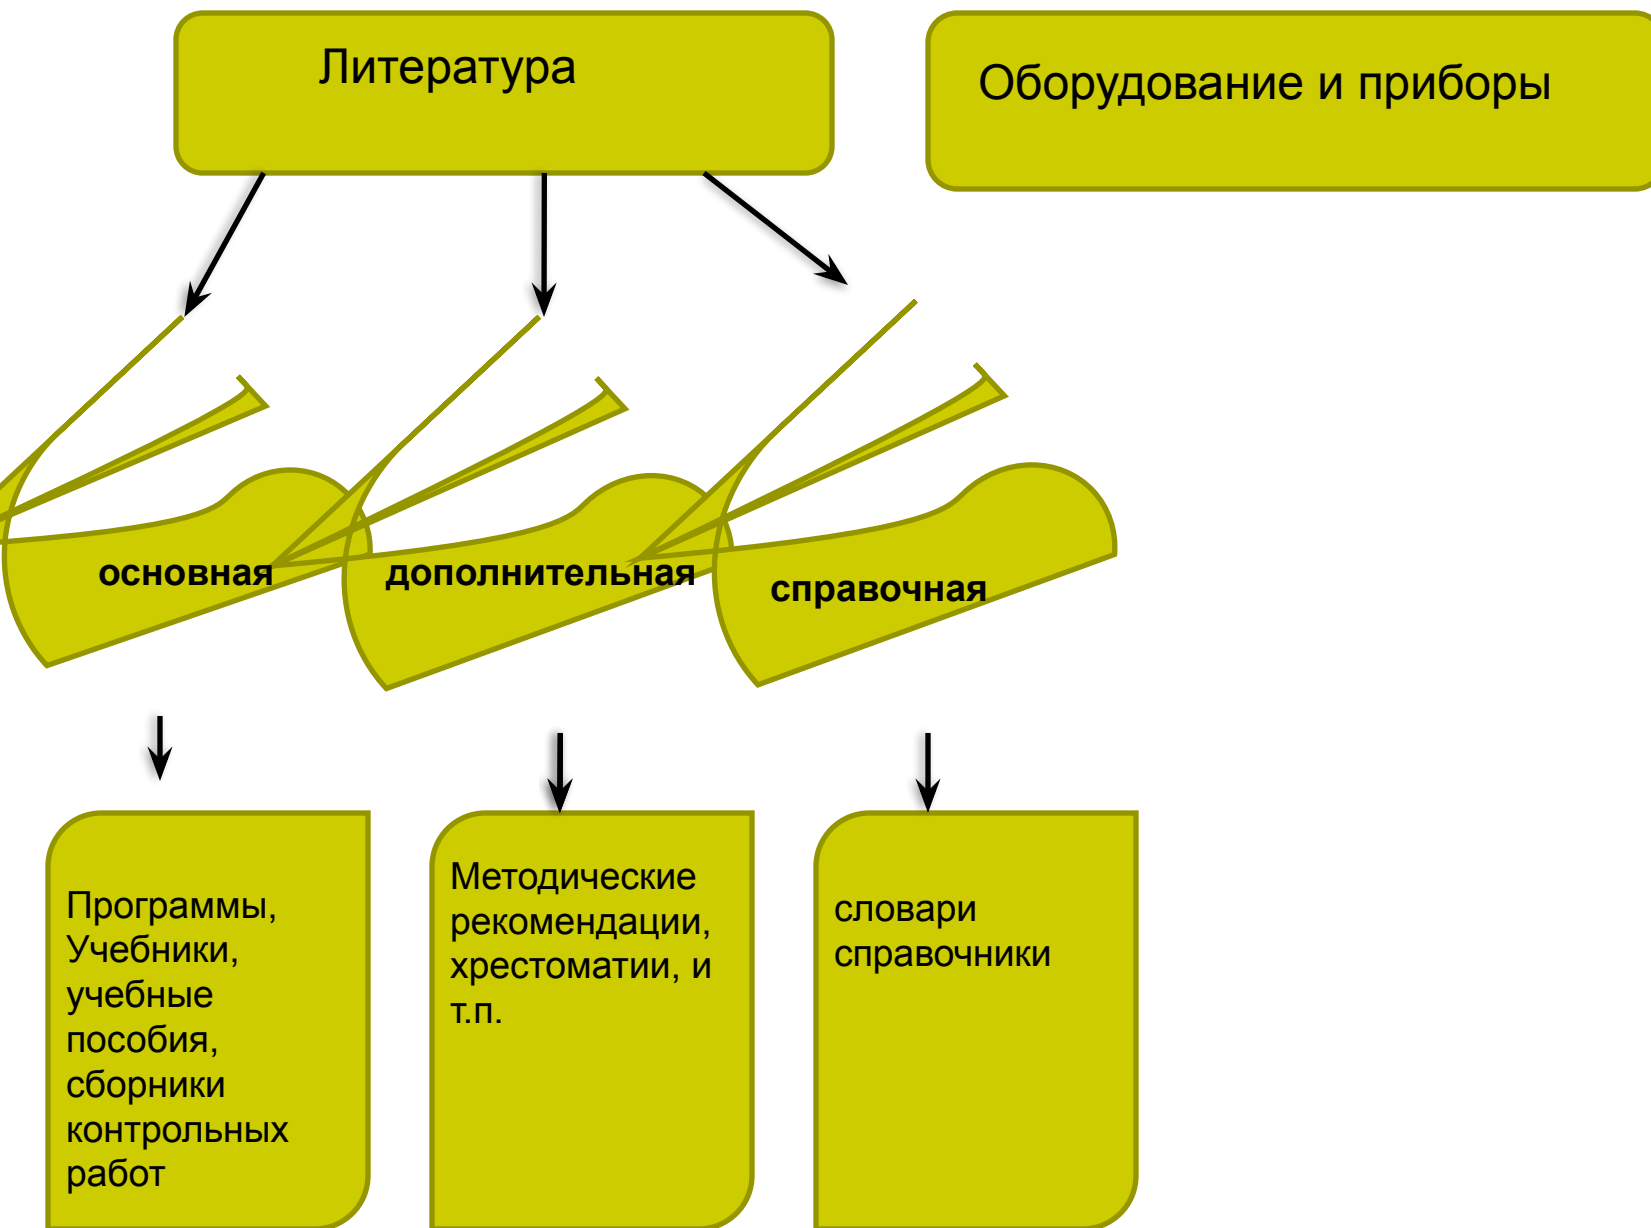 Литература
Оборудование и приборы
основная
дополнительная
справочная
Программы,
Учебники,
учебные
пособия,
сборники
контрольных
работ
Методические
рекомендации,
хрестоматии, и
т.п.
словари
справочники